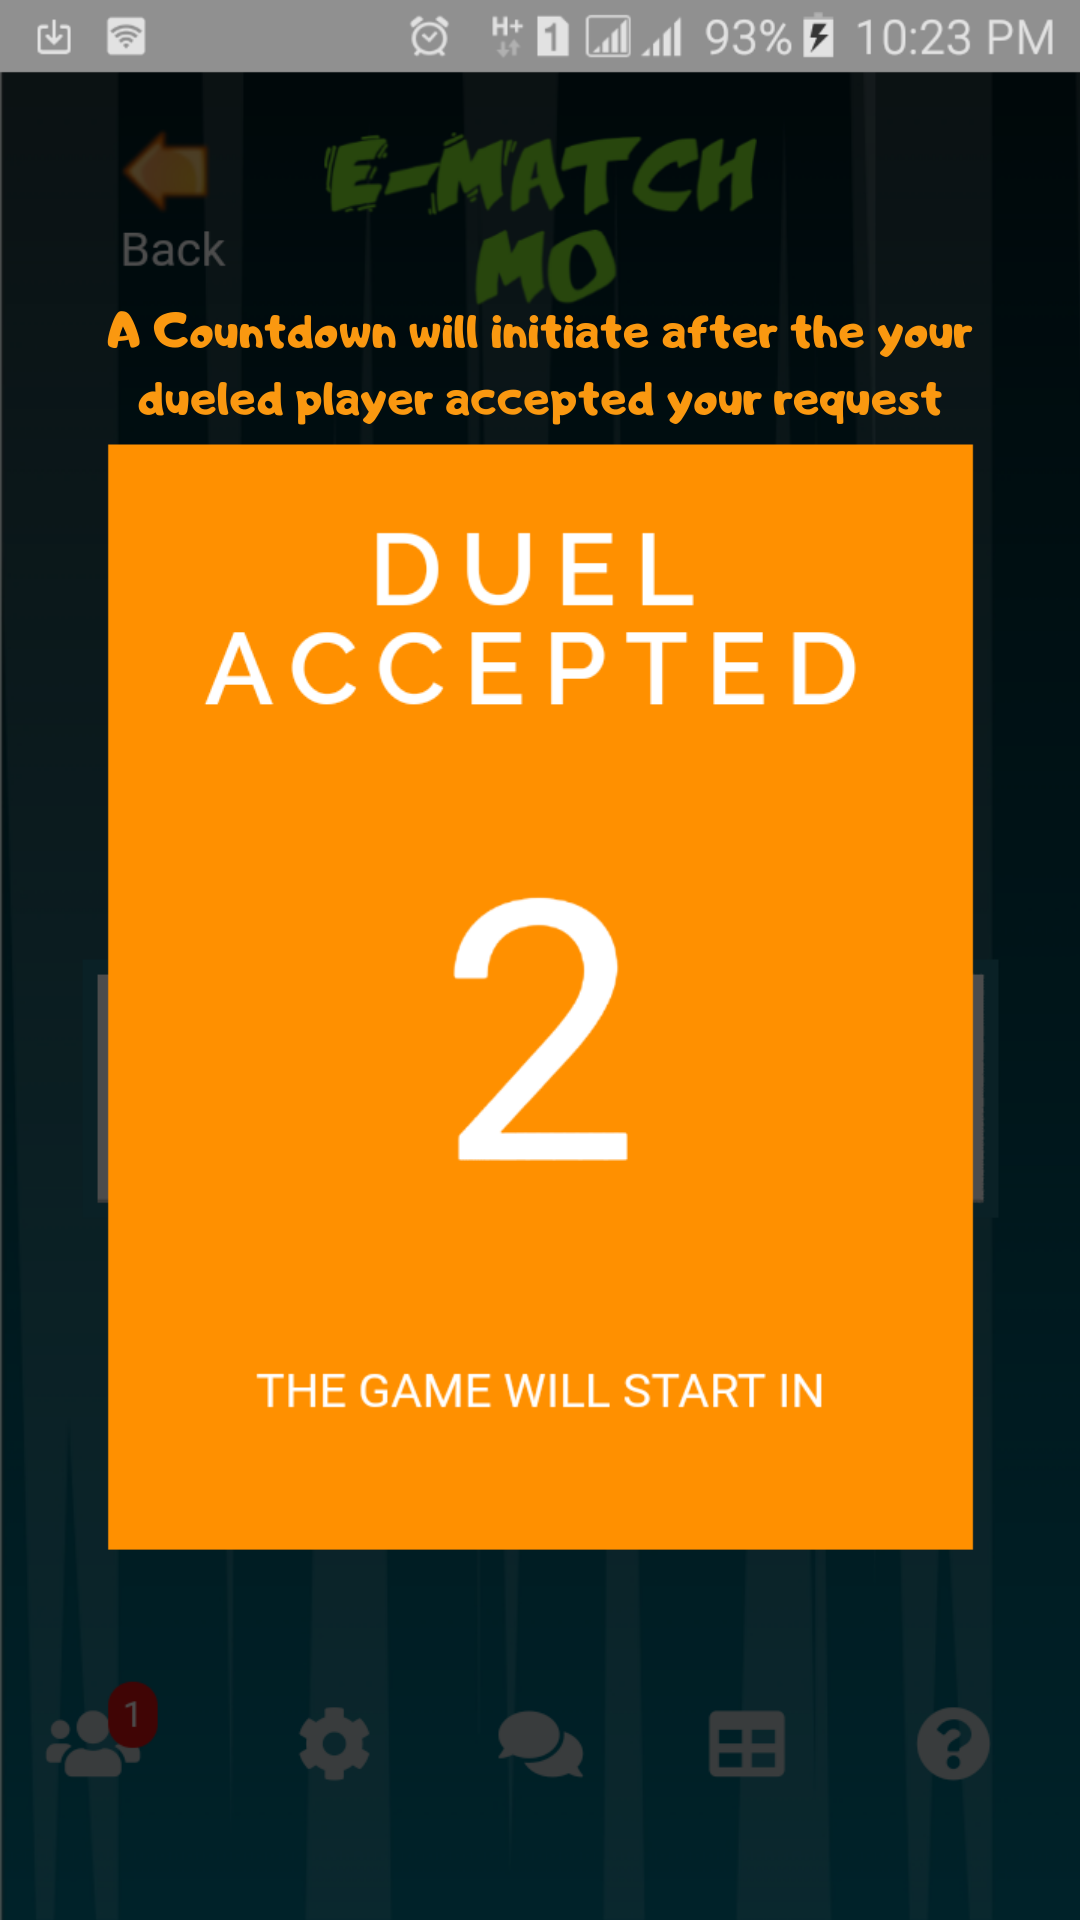 H+ 1 93% 10:23 PM
E-MATCH
MO
Back
A Countdown will initiate after the your
dueled player accepted your request
DUEL
ACCEPTED
2
THE GAME WILL START IN
1
?